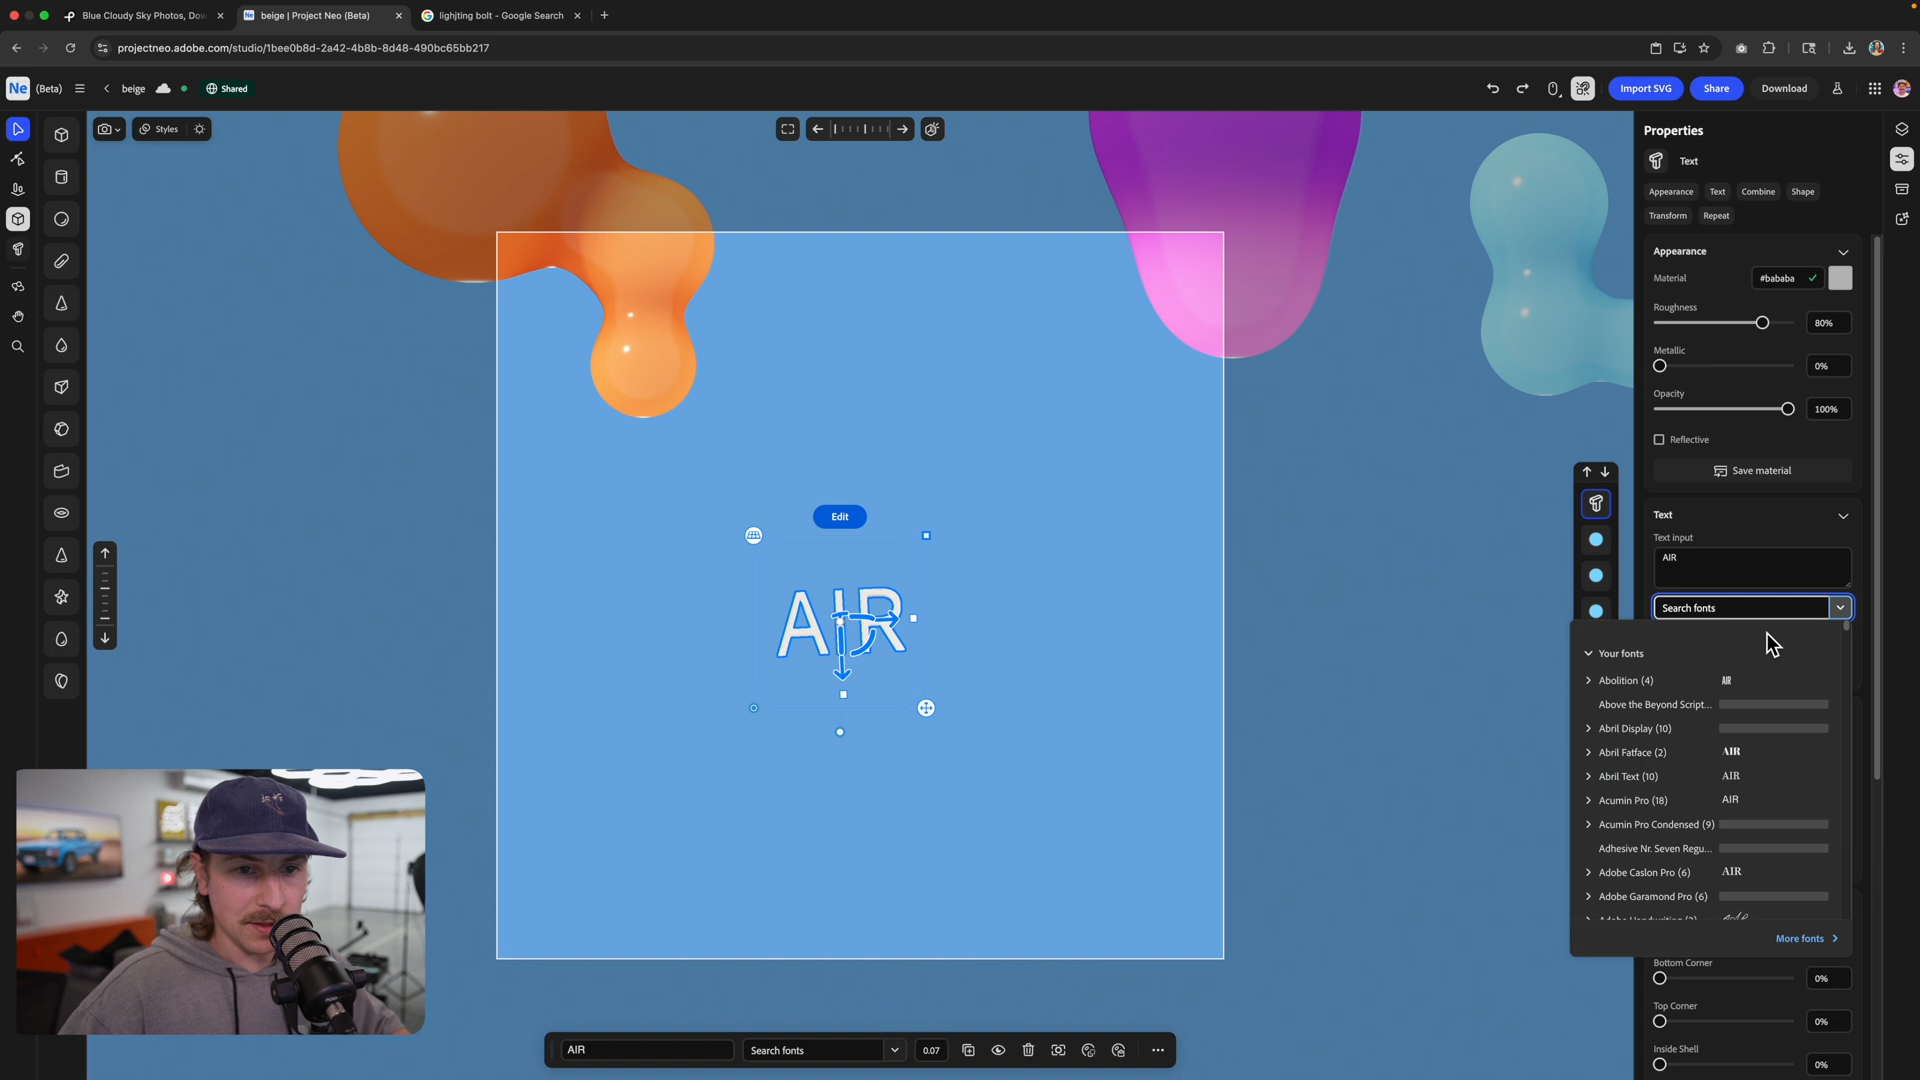 Blue Cloudy Sky Photos, Dow
beige | Project Neo (Beta)
lighjting bolt - Google Search
projectneo.adobe.com/studio/1bee0b8d-2a42-4b8b-8d48-490bc65bb217
Ne (Beta)
beige
Shared
Import SVG
Share
Download
Styles
Properties
Text
Appearance Text Combine Shape
Transform Repeat
Appearance
Material #bababa
Roughness
80%
Metallic
0%
Opacity
100%
Reflective
Save material
Edit
AIR
Text
Text input
AIR
Search fonts
Your fonts
Abolition (4) AIR
Above the Beyond Script...
Abril Display (10)
Abril Fatface (2) AIR
Abril Text (10) AIR
Acumin Pro (18) AIR
Acumin Pro Condensed (9)
Adhesive Nr. Seven Regu...
Adobe Caslon Pro (6) AIR
Adobe Garamond Pro (6)
Adobe Handwriting (3)
More fonts
Bottom Corner
0%
Top Corner
0%
Inside Shell
0%
AIR
Search fonts
0.07